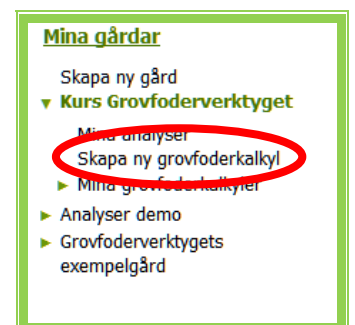 Mina gårdar
Skapa ny gård
Kurs Grovfoderverktyget
Mina analyser
Skapa ny grovfoderkalkyl
Mina grovfoderkalkyler
Analyser demo
Grovfoderverktygets
exempelgård